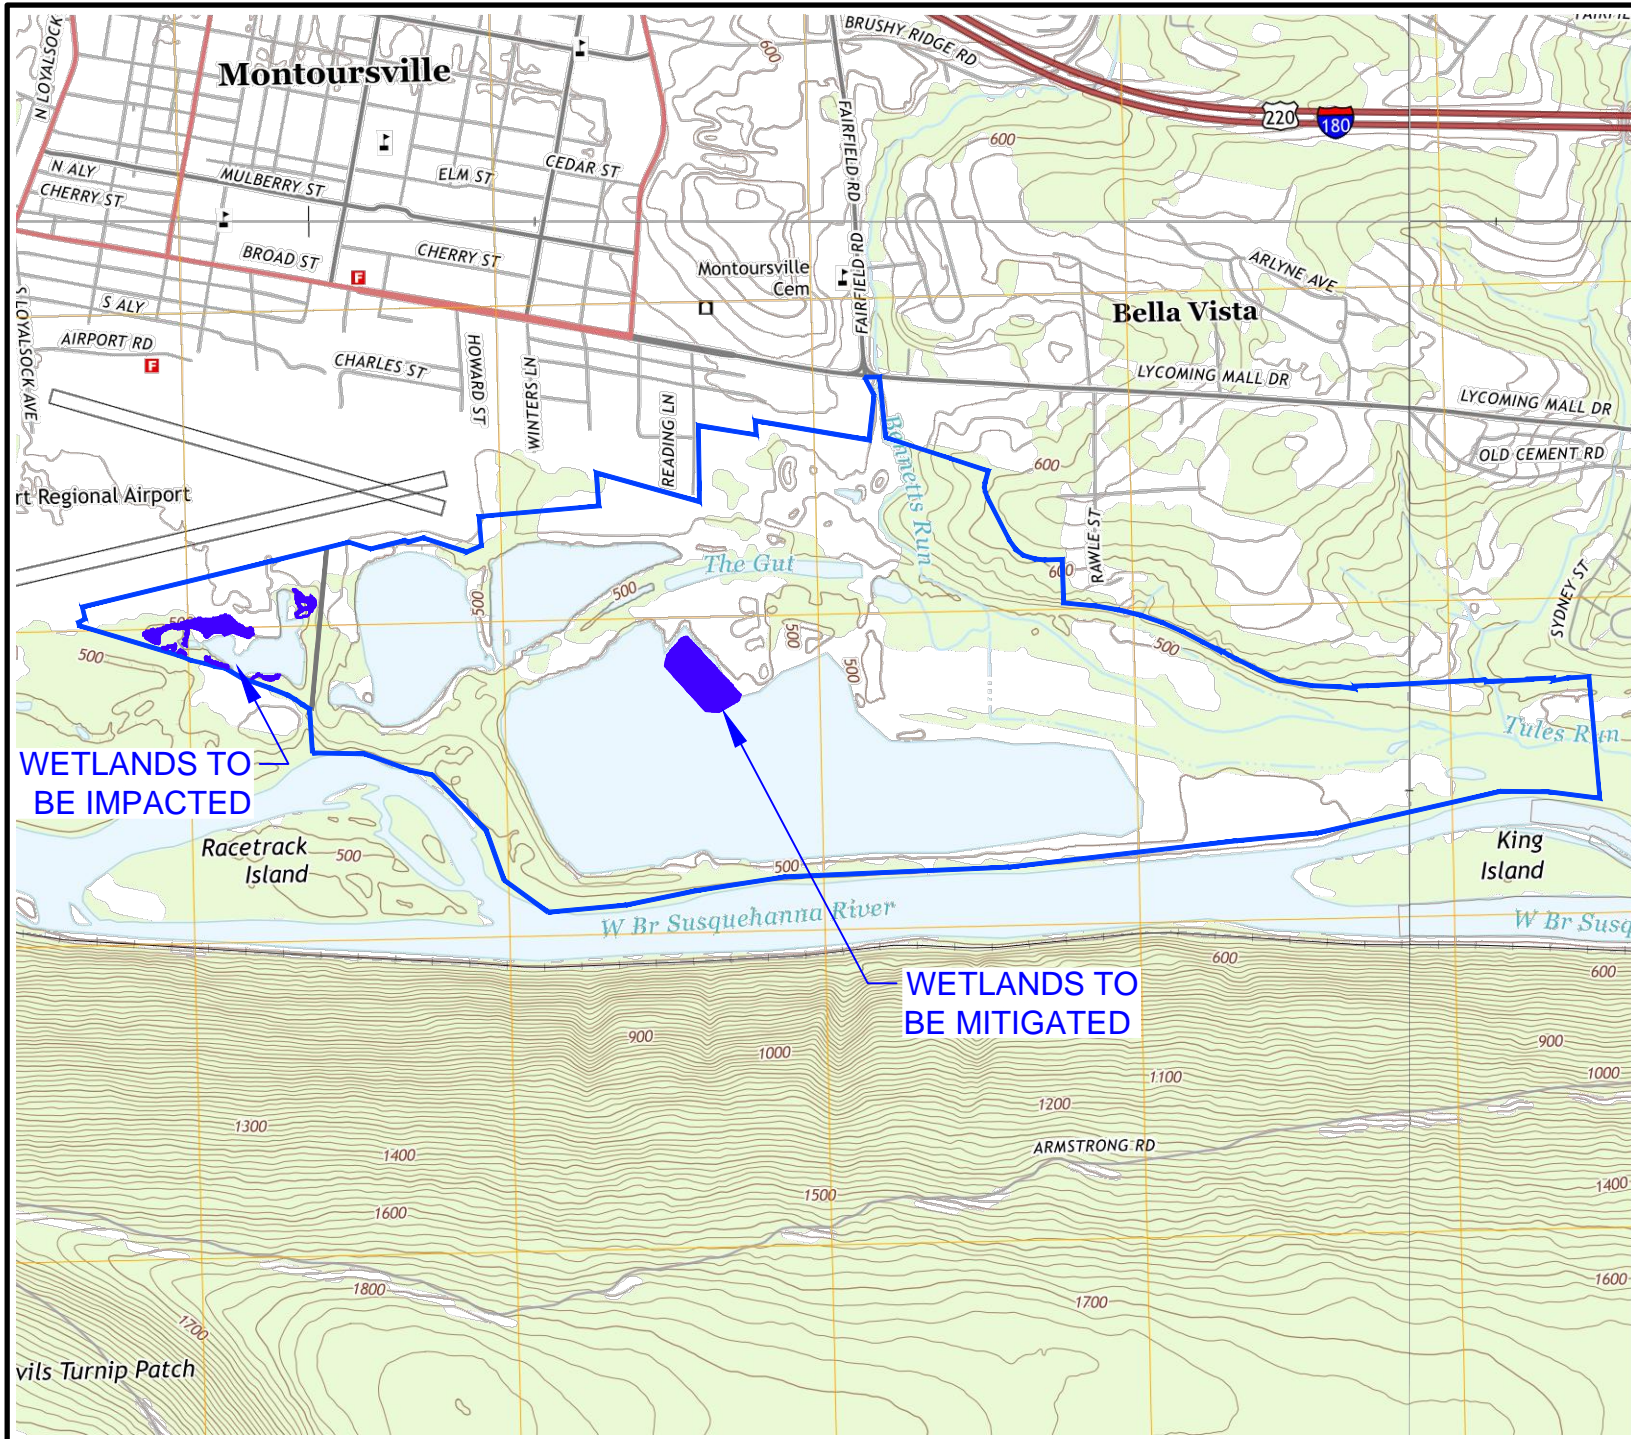 BRUSHY RIDGE RD
N LOYALSOCK
Montoursville
600
FAIRFIELD RD
220
180
600
N ALY
MULBERRY ST
ELM ST
CEDAR ST
CHERRY ST
BROAD ST
CHERRY ST
Montoursville
Cem
FAIRFIELD RD
ARLYNE AVE
S ALY
F
Bella Vista
S LOYALSOCK AVE
AIRPORT RD
F
CHARLES ST
HOWARD ST
WINTERS LN
READING LN
LYCOMING MALL DR
LYCOMING MALL DR
OLD CEMENT RD
Bennetts Run
600
rt Regional Airport
RAWLE ST
The Gut
600
500
500
SYDNEY ST
500
500
500
500
500
Tules Run
WETLANDS TO
BE IMPACTED
Racetrack
Island
500
500
King
Island
W Br Susquehanna River
W Br Susq
600
600
WETLANDS TO
BE MITIGATED
900
1000
900
1000
1100
1200
1300
1400
ARMSTRONG RD
1500
1400
1600
1600
1800
1700
1700
vils Turnip Patch